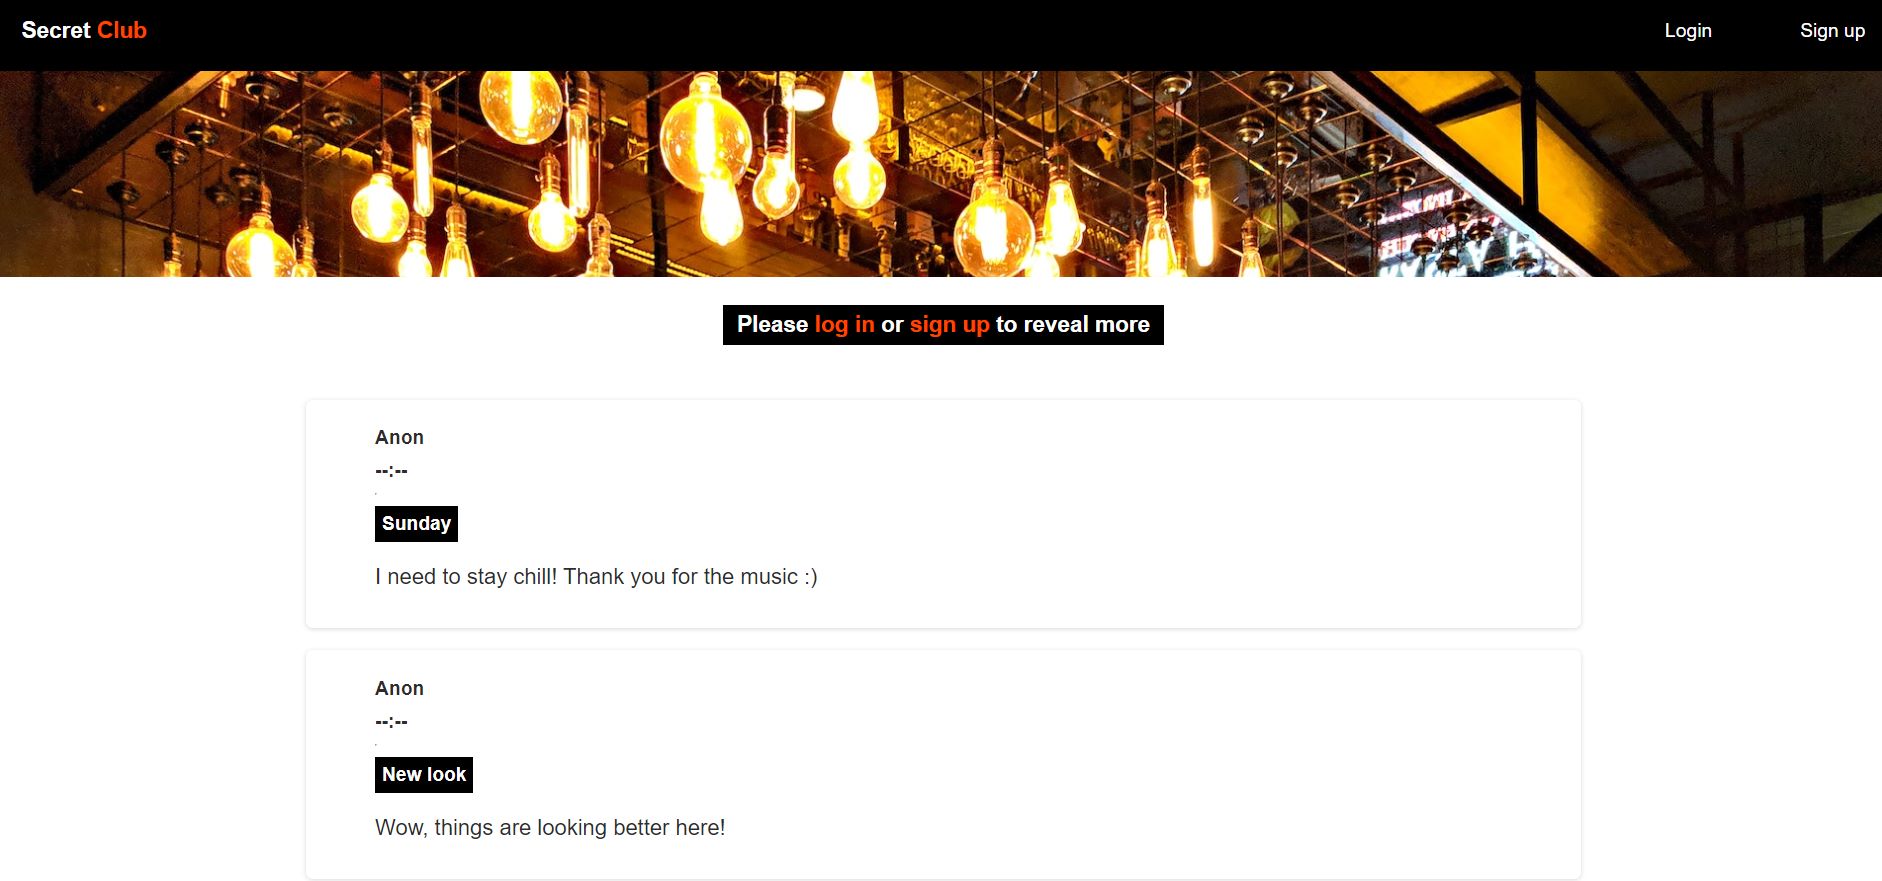 Secret Club
Login
Sign up
Please log in or sign up to reveal more
Anon
--:--
Sunday
I need to stay chill! Thank you for the music :)
Anon
--:--
New look
Wow, things are looking better here!